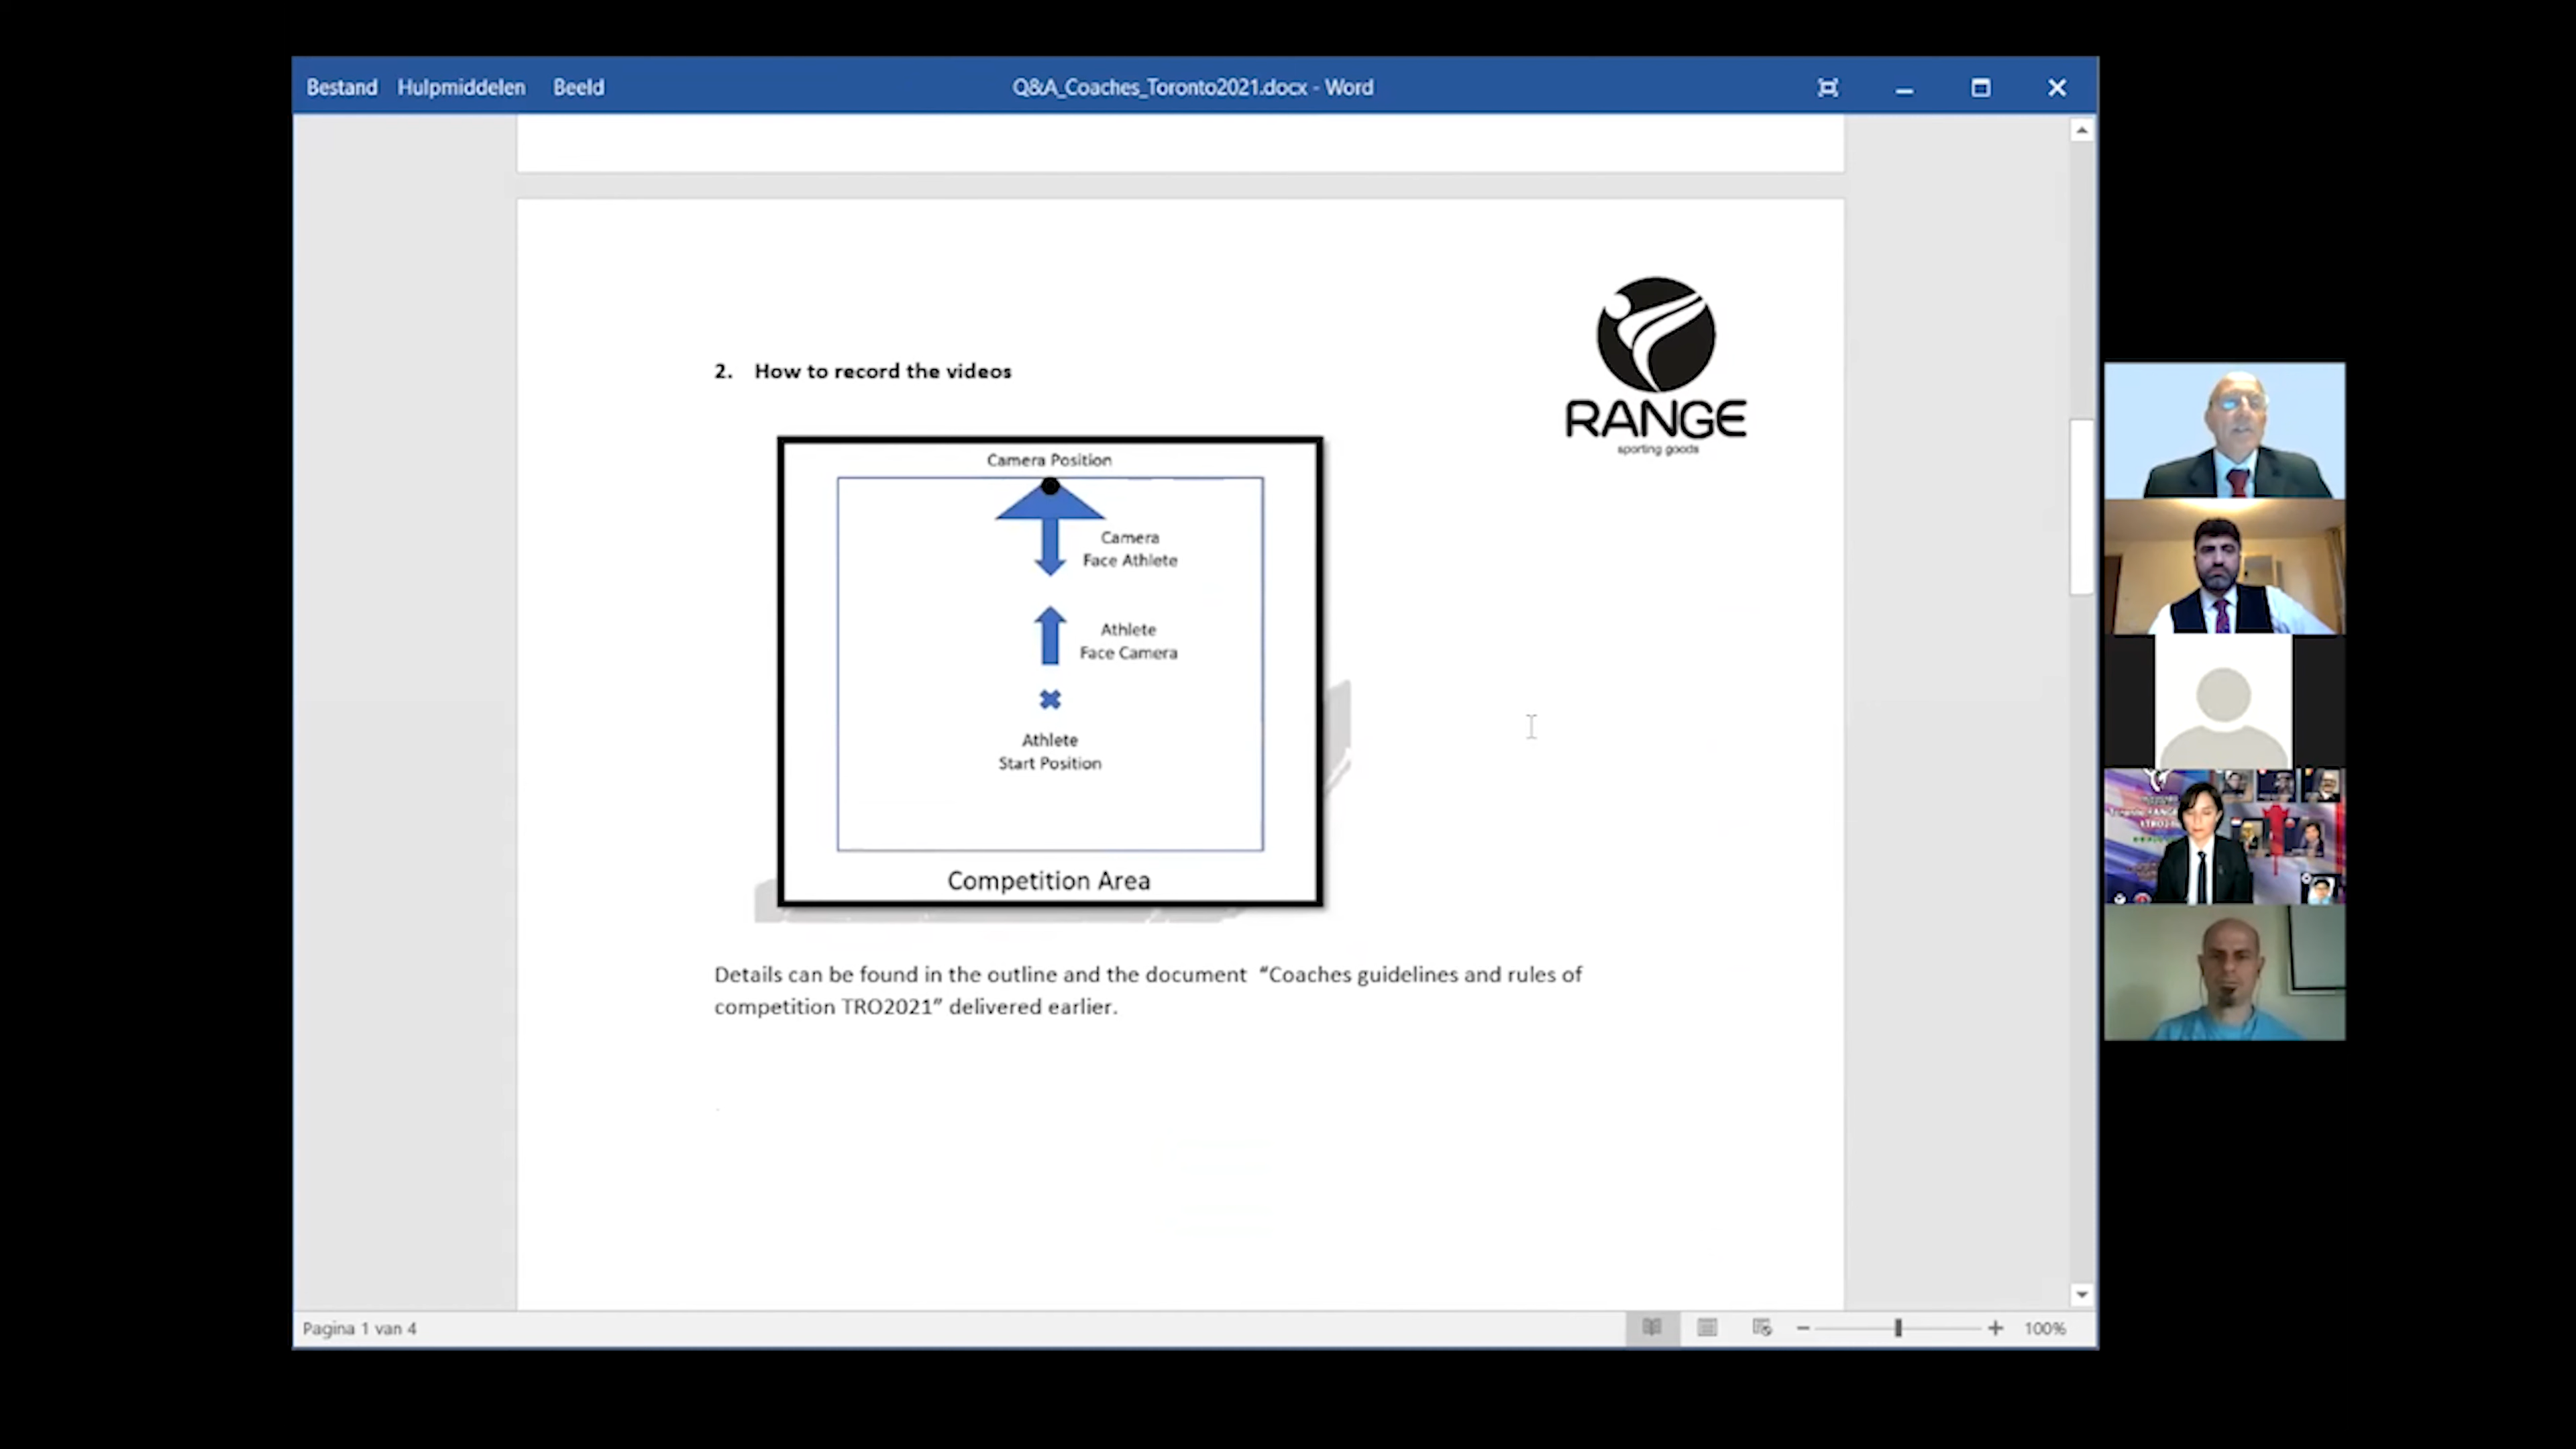 Bestand Hulpmiddelen Beeld Q&A_Coaches_Toronto2021.docx - Word
RANGE
sporting goods
2. How to record the videos
Camera Position
Camera
Face Athlete
Athlete
Face Camera
Athlete
Start Position
Competition Area
Details can be found in the outline and the document “Coaches guidelines and rules of
competition TRO2021” delivered earlier.
Pagina 1 van 4 100%